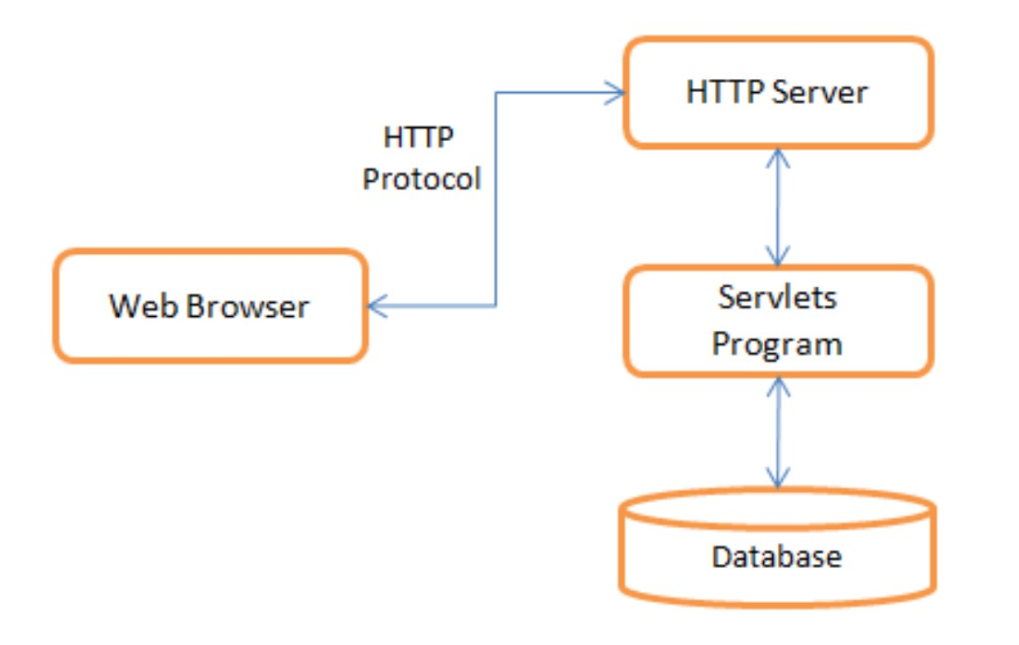 HTTP Server
HTTP
Protocol
Web Browser
Servlets
Program
Database